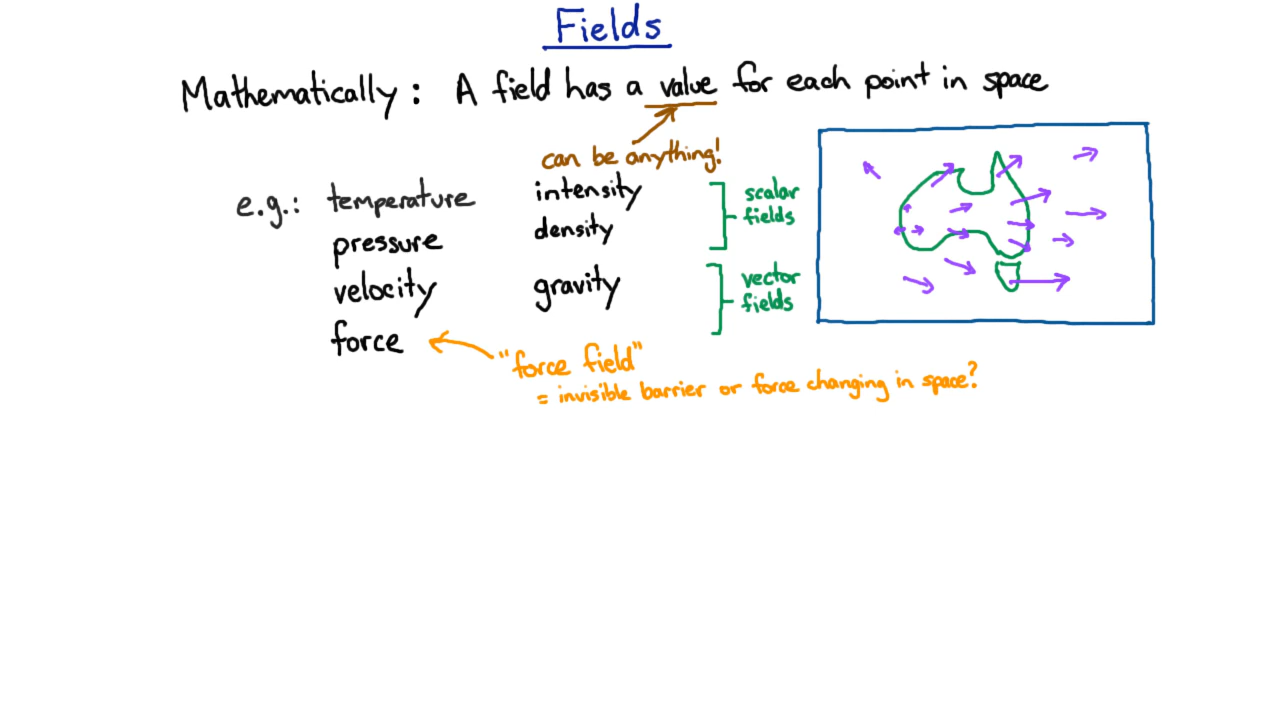 Fields
Mathematically: A field has a value for each point in space
can be anything!
e.g.: temperature intensity
pressure density
scalar
fields
velocity gravity
vector
fields
force
"force field"
= invisible barrier or force changing in space?